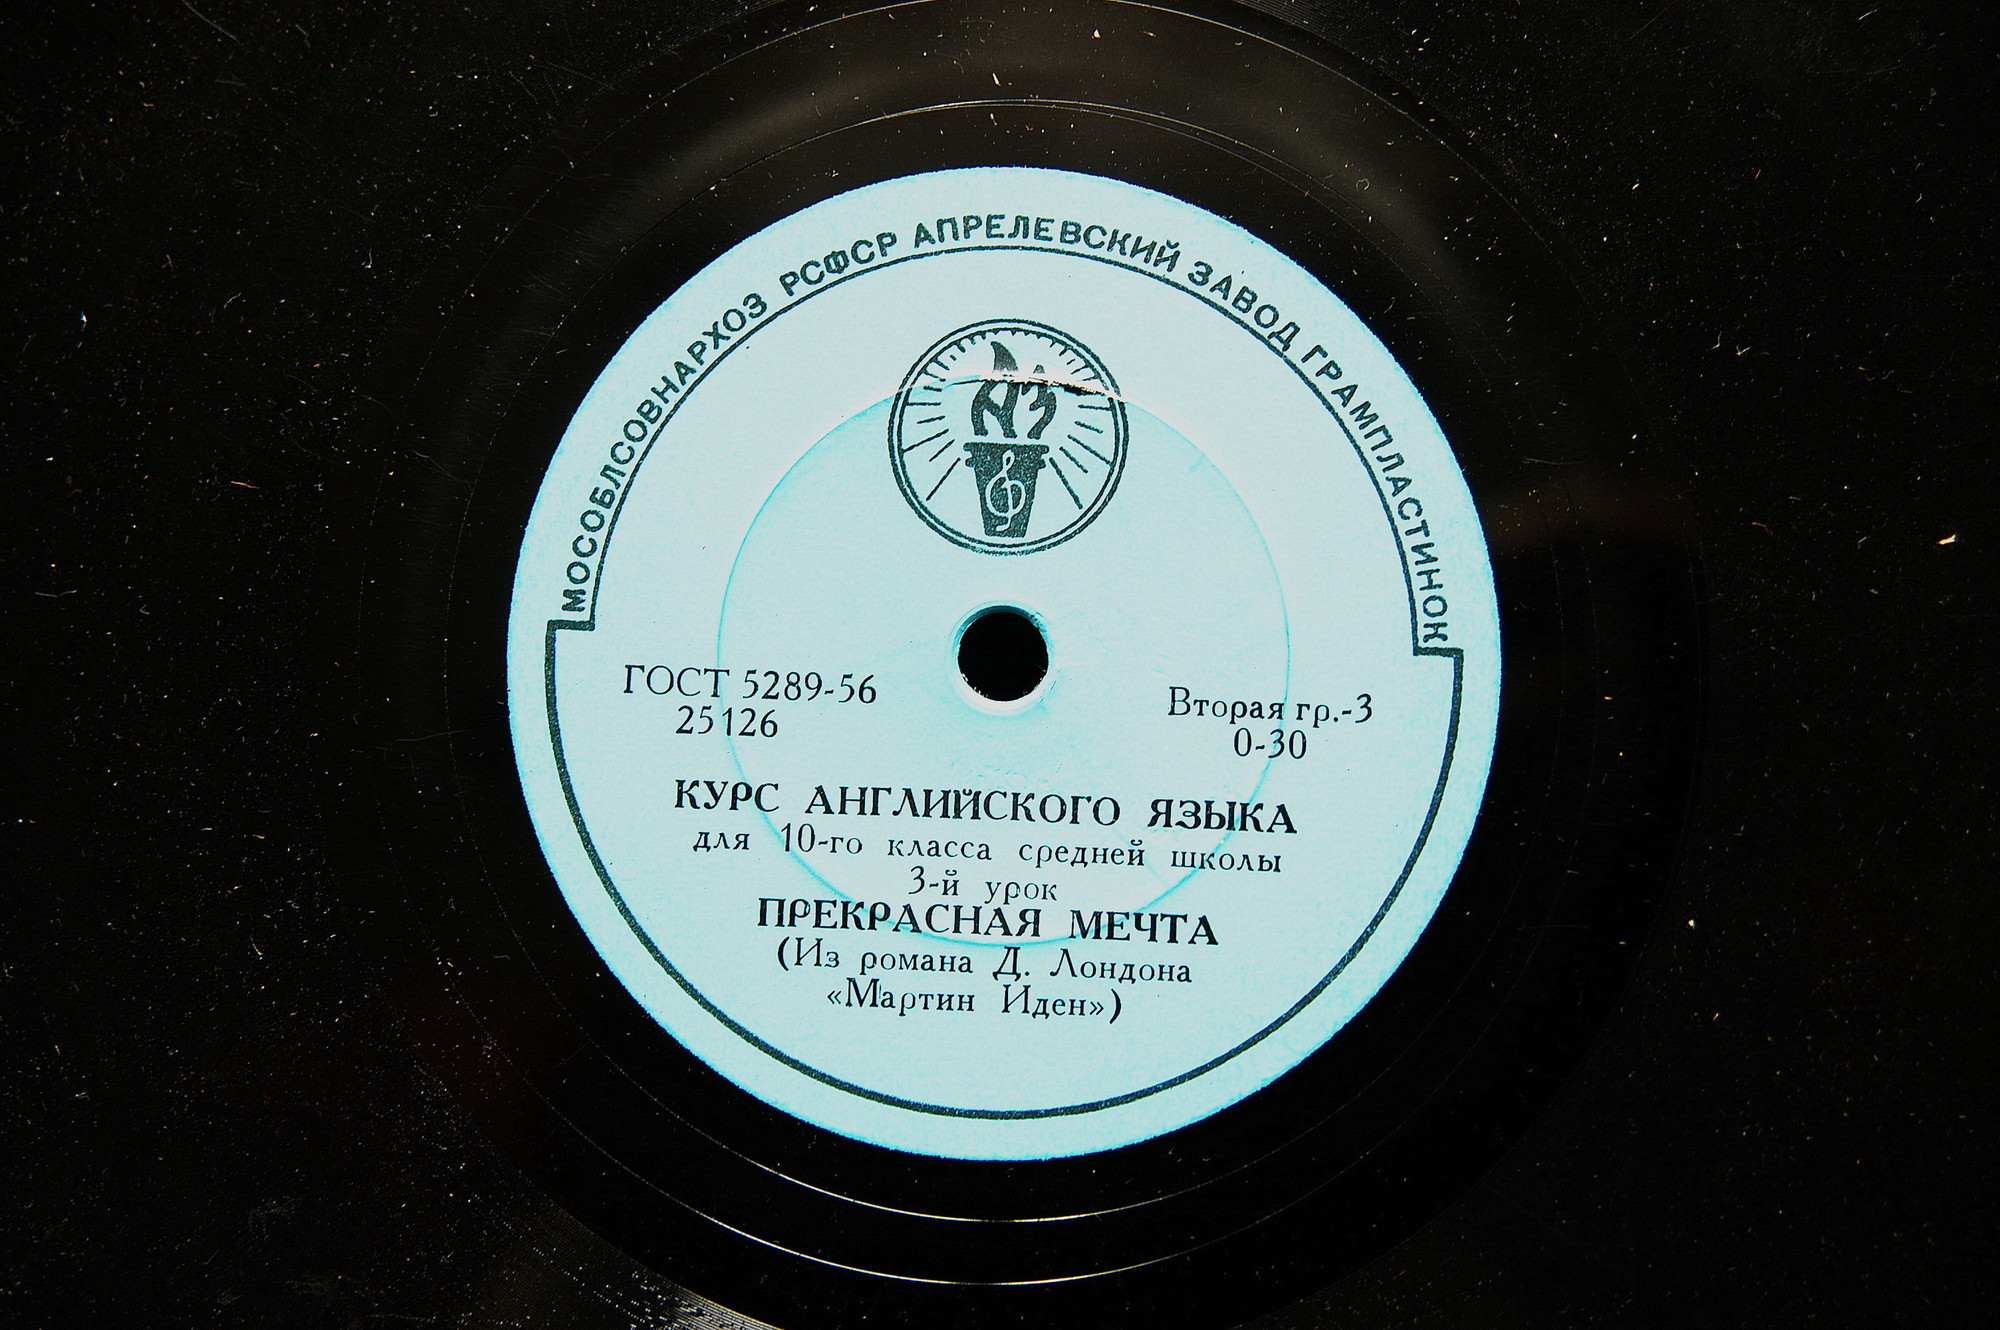 МОСОБЛСОВНАРХОЗ РСФСР АПРЕЛЕВСКИЙ ЗАВОД ГРАМПЛАСТИНОК
АЗ
ГОСТ 5289-56
25126
Вторая гр.-3
0-30
КУРС АНГЛИЙСКОГО ЯЗЫКА
для 10-го класса средней школы
3-й урок
ПРЕКРАСНАЯ МЕЧТА
(Из романа Д. Лондона
«Мартин Иден»)